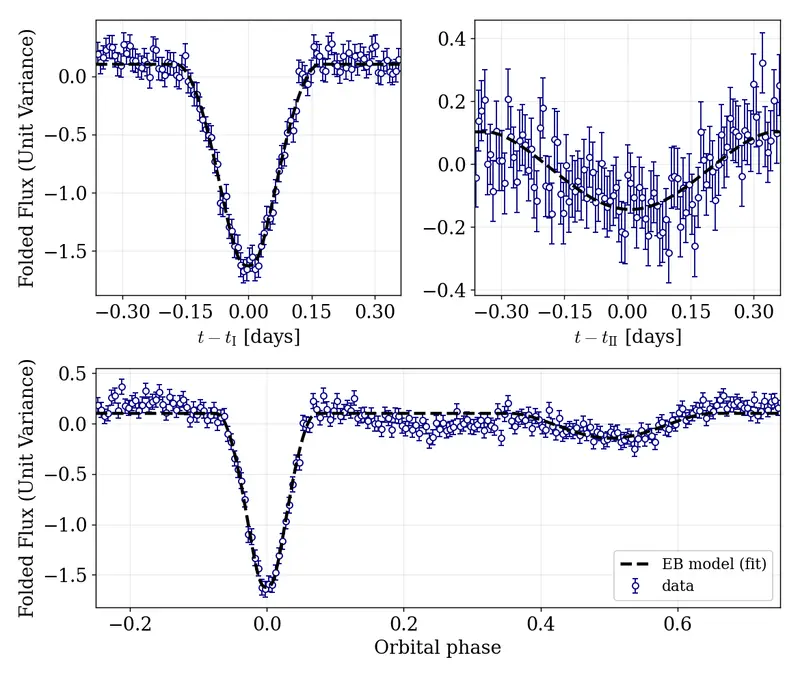 Folded Flux (Unit Variance)
0.0
−0.5
−1.0
−1.5
−0.30 −0.15 0.00 0.15 0.30
t − tI [days]
0.4
0.2
0.0
−0.2
−0.4
−0.30 −0.15 0.00 0.15 0.30
t − tII [days]
Folded Flux (Unit Variance)
0.5
0.0
−0.5
−1.0
−1.5
−0.2 0.0 0.2 0.4 0.6
Orbital phase
EB model (fit)
data